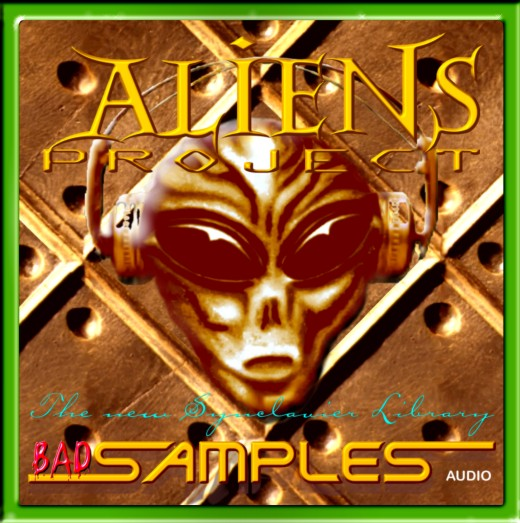 ALIENS
PROJECT
The new Synclavier Library
BAD SAMPLES AUDIO